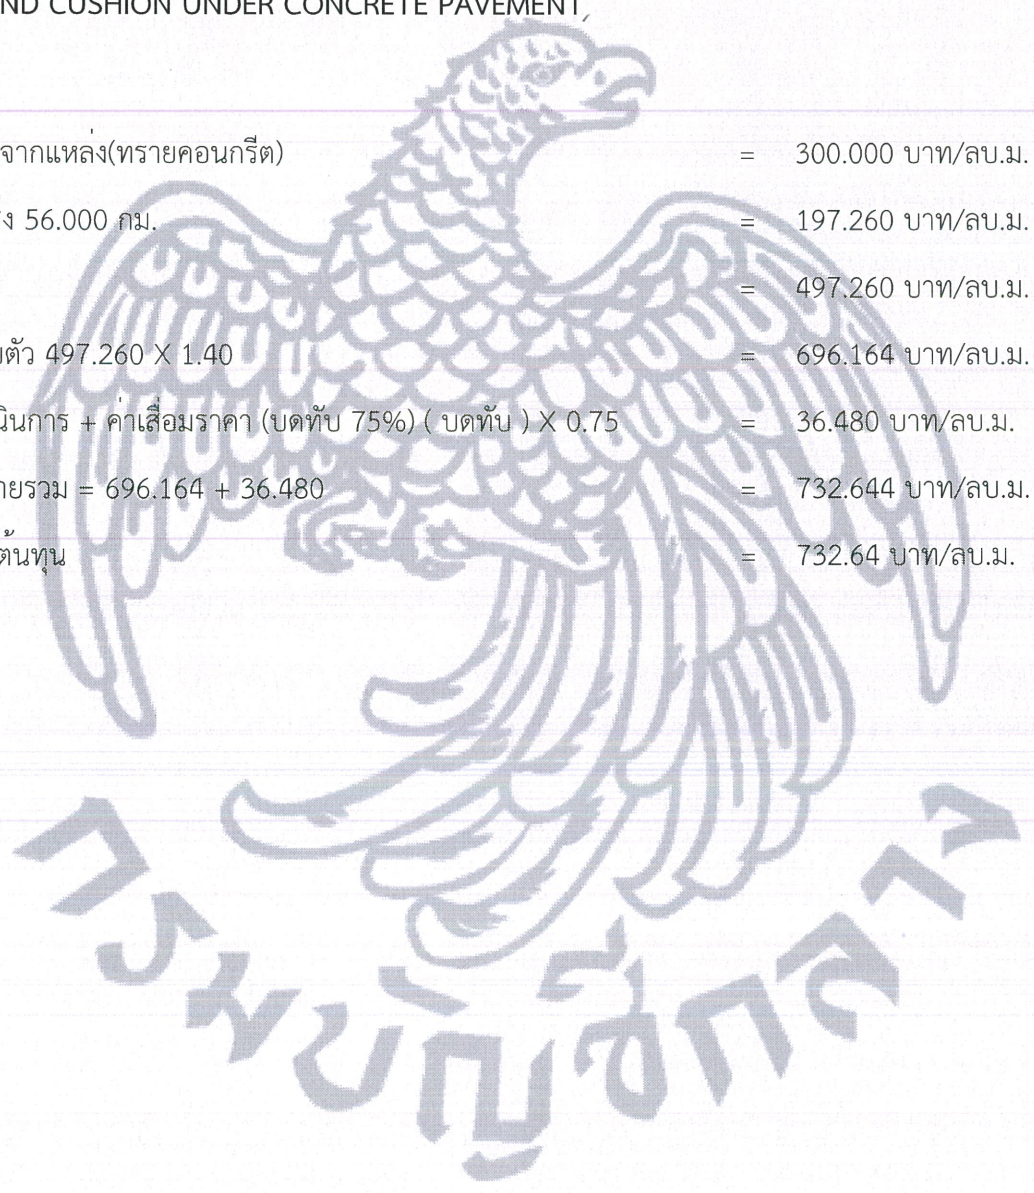 ND CUSHION UNDER CONCRETE PAVEMENT
จากแหล่ง(ทรายคอนกรีต) = 300.000 บาท/ลบ.ม.
ง 56.000 กม. = 197.260 บาท/ลบ.ม.
= 497.260 บาท/ลบ.ม.
ตัว 497.260 X 1.40 = 696.164 บาท/ลบ.ม.
นินการ + ค่าเสื่อมราคา (บดทับ 75%) ( บดทับ ) X 0.75 = 36.480 บาท/ลบ.ม.
ายรวม = 696.164 + 36.480 = 732.644 บาท/ลบ.ม.
ต้นทุน = 732.64 บาท/ลบ.ม.
กรมบัญชีกลาง